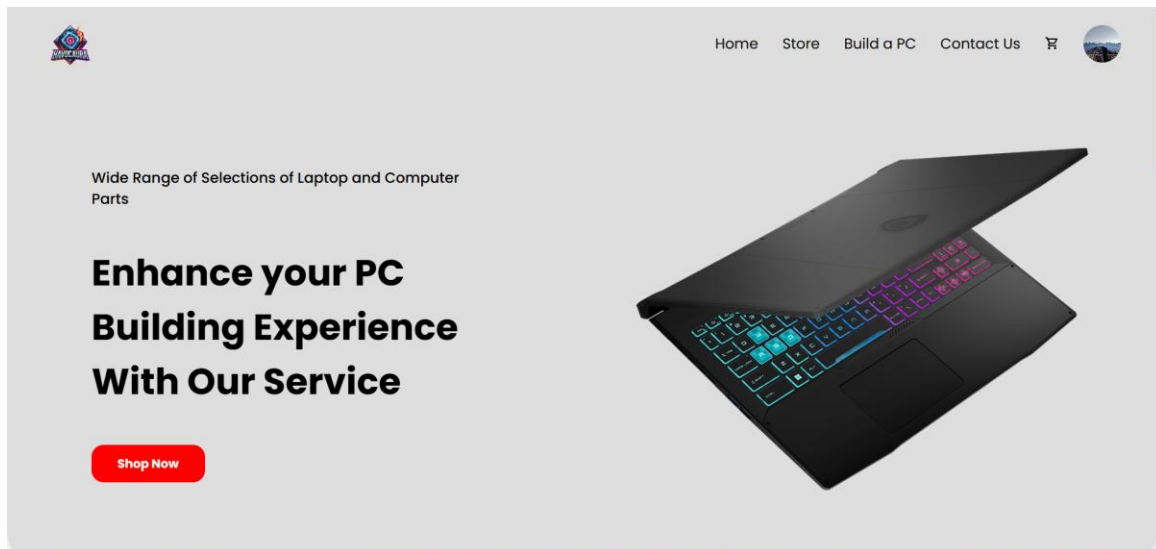 HAVOCAURA
Home Store Build a PC Contact Us
Wide Range of Selections of Laptop and Computer
Parts
Enhance your PC
Building Experience
With Our Service
Shop Now